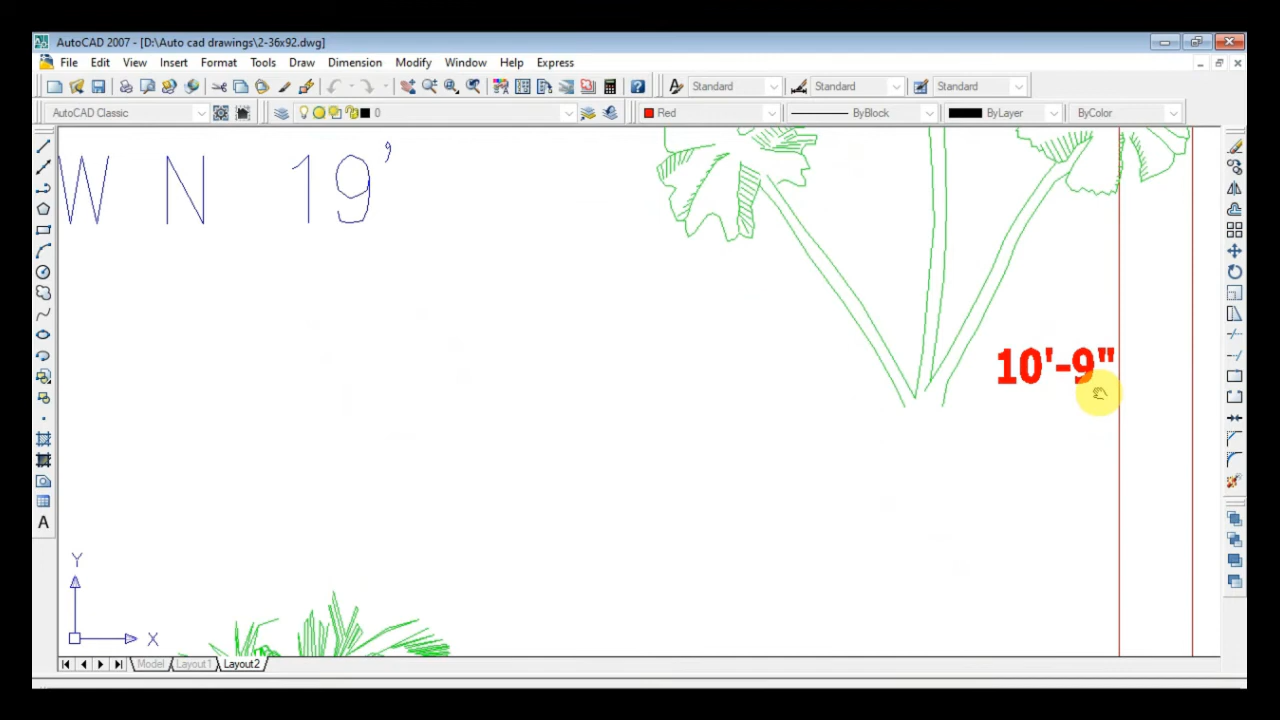 AutoCAD 2007 - [D:\Auto cad drawings\2-36x92.dwg]
File Edit View Insert Format Tools Draw Dimension Modify Window Help Express
Standard Standard Standard
AutoCAD Classic 0 Red ByBlock ByLayer ByColor
W N 19'
10'-9"
Y
X
A
Model Layout1 Layout2